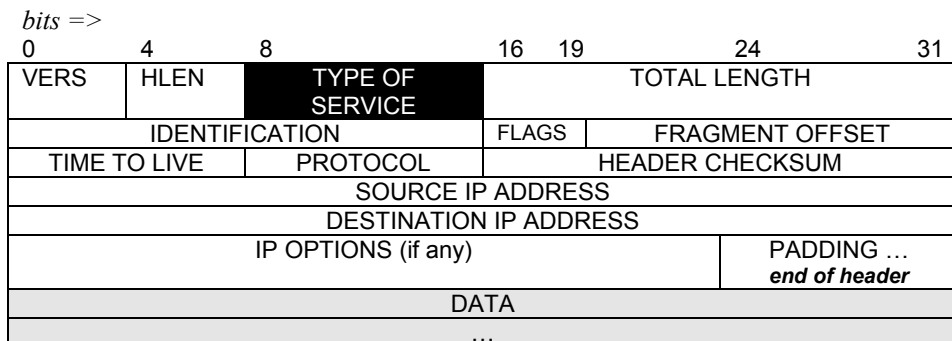 bits =>
0 4 8 16 19 24 31
VERS HLEN TYPE OF TOTAL LENGTH
SERVICE
IDENTIFICATION FLAGS FRAGMENT OFFSET
TIME TO LIVE PROTOCOL HEADER CHECKSUM
SOURCE IP ADDRESS
DESTINATION IP ADDRESS
IP OPTIONS (if any) PADDING …
end of header
DATA
…